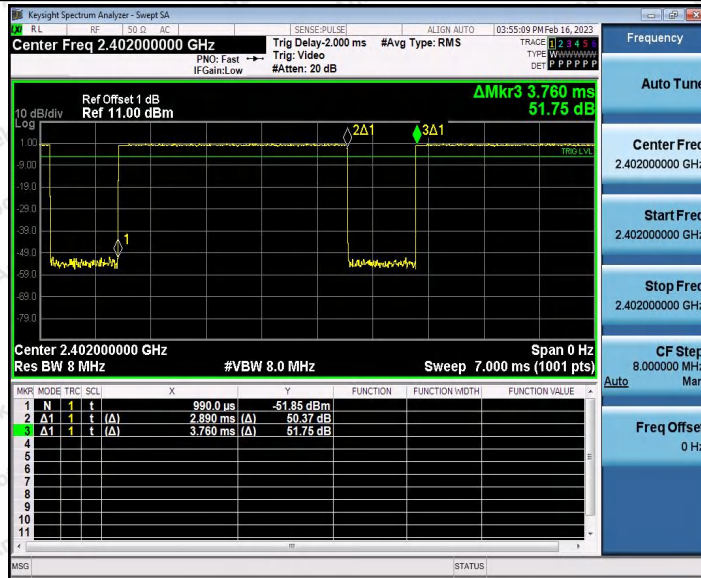 Keysight Spectrum Analyzer - Swept SA
LXI RL RF 50 Ω AC SENSE:PULSE ALIGN AUTO 03:55:09 PM Feb 16, 2023
Center Freq 2.402000000 GHz
PNO: Fast
IFGain:Low
Trig Delay-2.000 ms
Trig: Video
#Atten: 20 dB
#Avg Type: RMS
TRACE 1 2 3 4 5 6
TYPE WWWWWW
DET P P P P P P
ΔMkr3 3.760 ms
51.75 dB
Ref Offset 1 dB
10 dB/div Ref 11.00 dBm
Log
1.00
-9.00
-19.0
-29.0
-39.0
-49.0
-59.0
-69.0
-79.0
2Δ1 3Δ1
TRIG LVL
1
Center 2.402000000 GHz Span 0 Hz
Res BW 8 MHz #VBW 8.0 MHz Sweep 7.000 ms (1001 pts)
MKR MODE TRC SCL X Y FUNCTION FUNCTION WIDTH FUNCTION VALUE
1 N 1 t 990.0 µs -51.85 dBm
2 Δ1 1 t (Δ) 2.890 ms (Δ) 50.37 dB
3 Δ1 1 t (Δ) 3.760 ms (Δ) 51.75 dB
4
5
6
7
8
9
10
11
MSG STATUS
Frequency
Auto Tune
Center Freq
2.402000000 GHz
Start Freq
2.402000000 GHz
Stop Freq
2.402000000 GHz
CF Step
8.000000 MHz
Auto Man
Freq Offset
0 Hz